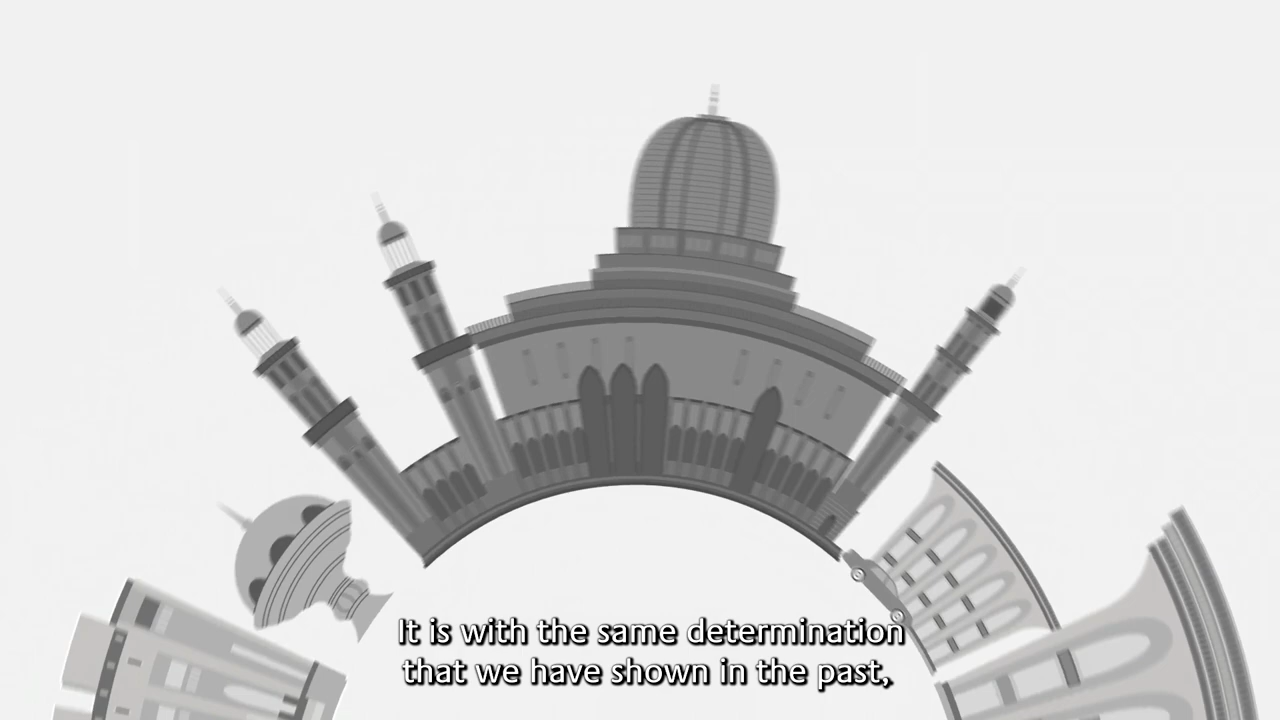 It is with the same determination
that we have shown in the past,